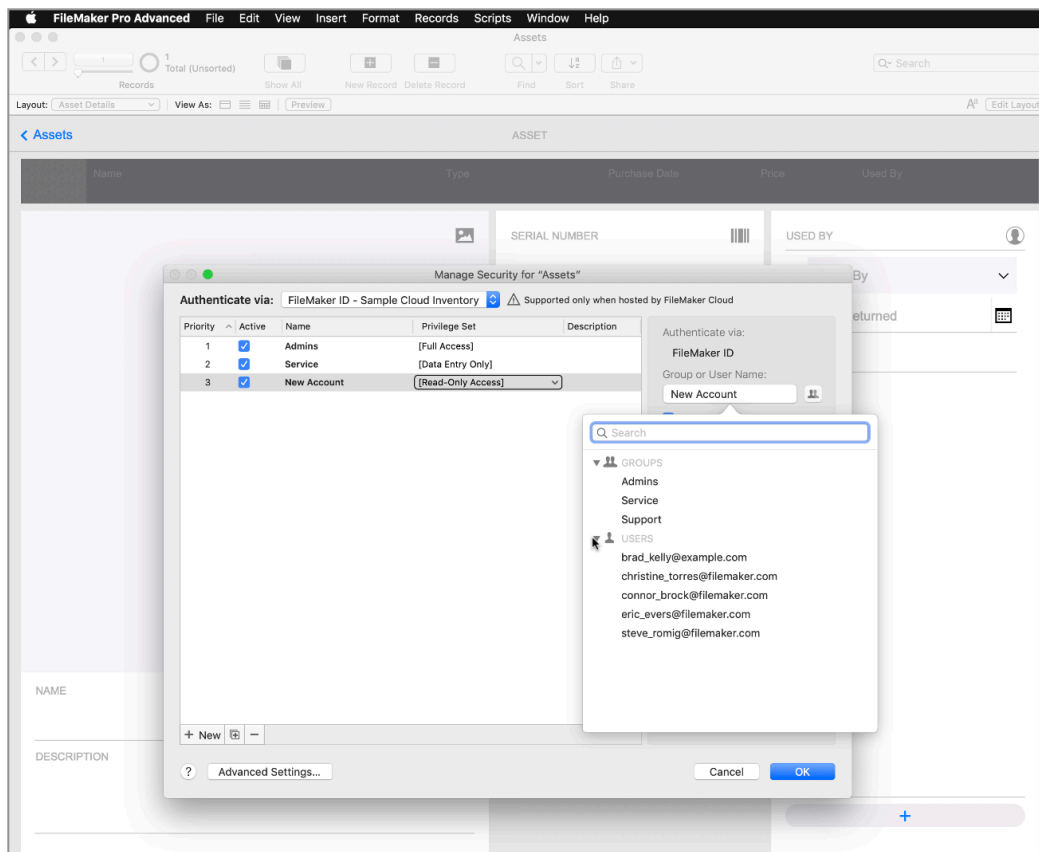 FileMaker Pro Advanced File Edit View Insert Format Records Scripts Window Help
Assets
1
1
Total (Unsorted)
Search
Records Show All New Record Delete Record Find Sort Share
Layout: Asset Details View As: Preview Aa Edit Layout
Assets ASSET
Name Type Purchase Date Price Used By
SERIAL NUMBER USED BY
Manage Security for "Assets" By
Authenticate via: FileMaker ID - Sample Cloud Inventory Supported only when hosted by FileMaker Cloud
Priority Active Name Privilege Set Description
Authenticate via:
1 Admins [Full Access]
FileMaker ID
2 Service [Data Entry Only]
Group or User Name:
3 New Account [Read-Only Access]
New Account
eturned
Search
GROUPS
Admins
Service
Support
USERS
brad_kelly@example.com
christine_torres@filemaker.com
connor_brock@filemaker.com
eric_evers@filemaker.com
steve_romig@filemaker.com
NAME
+ New
DESCRIPTION
? Advanced Settings... Cancel OK
+